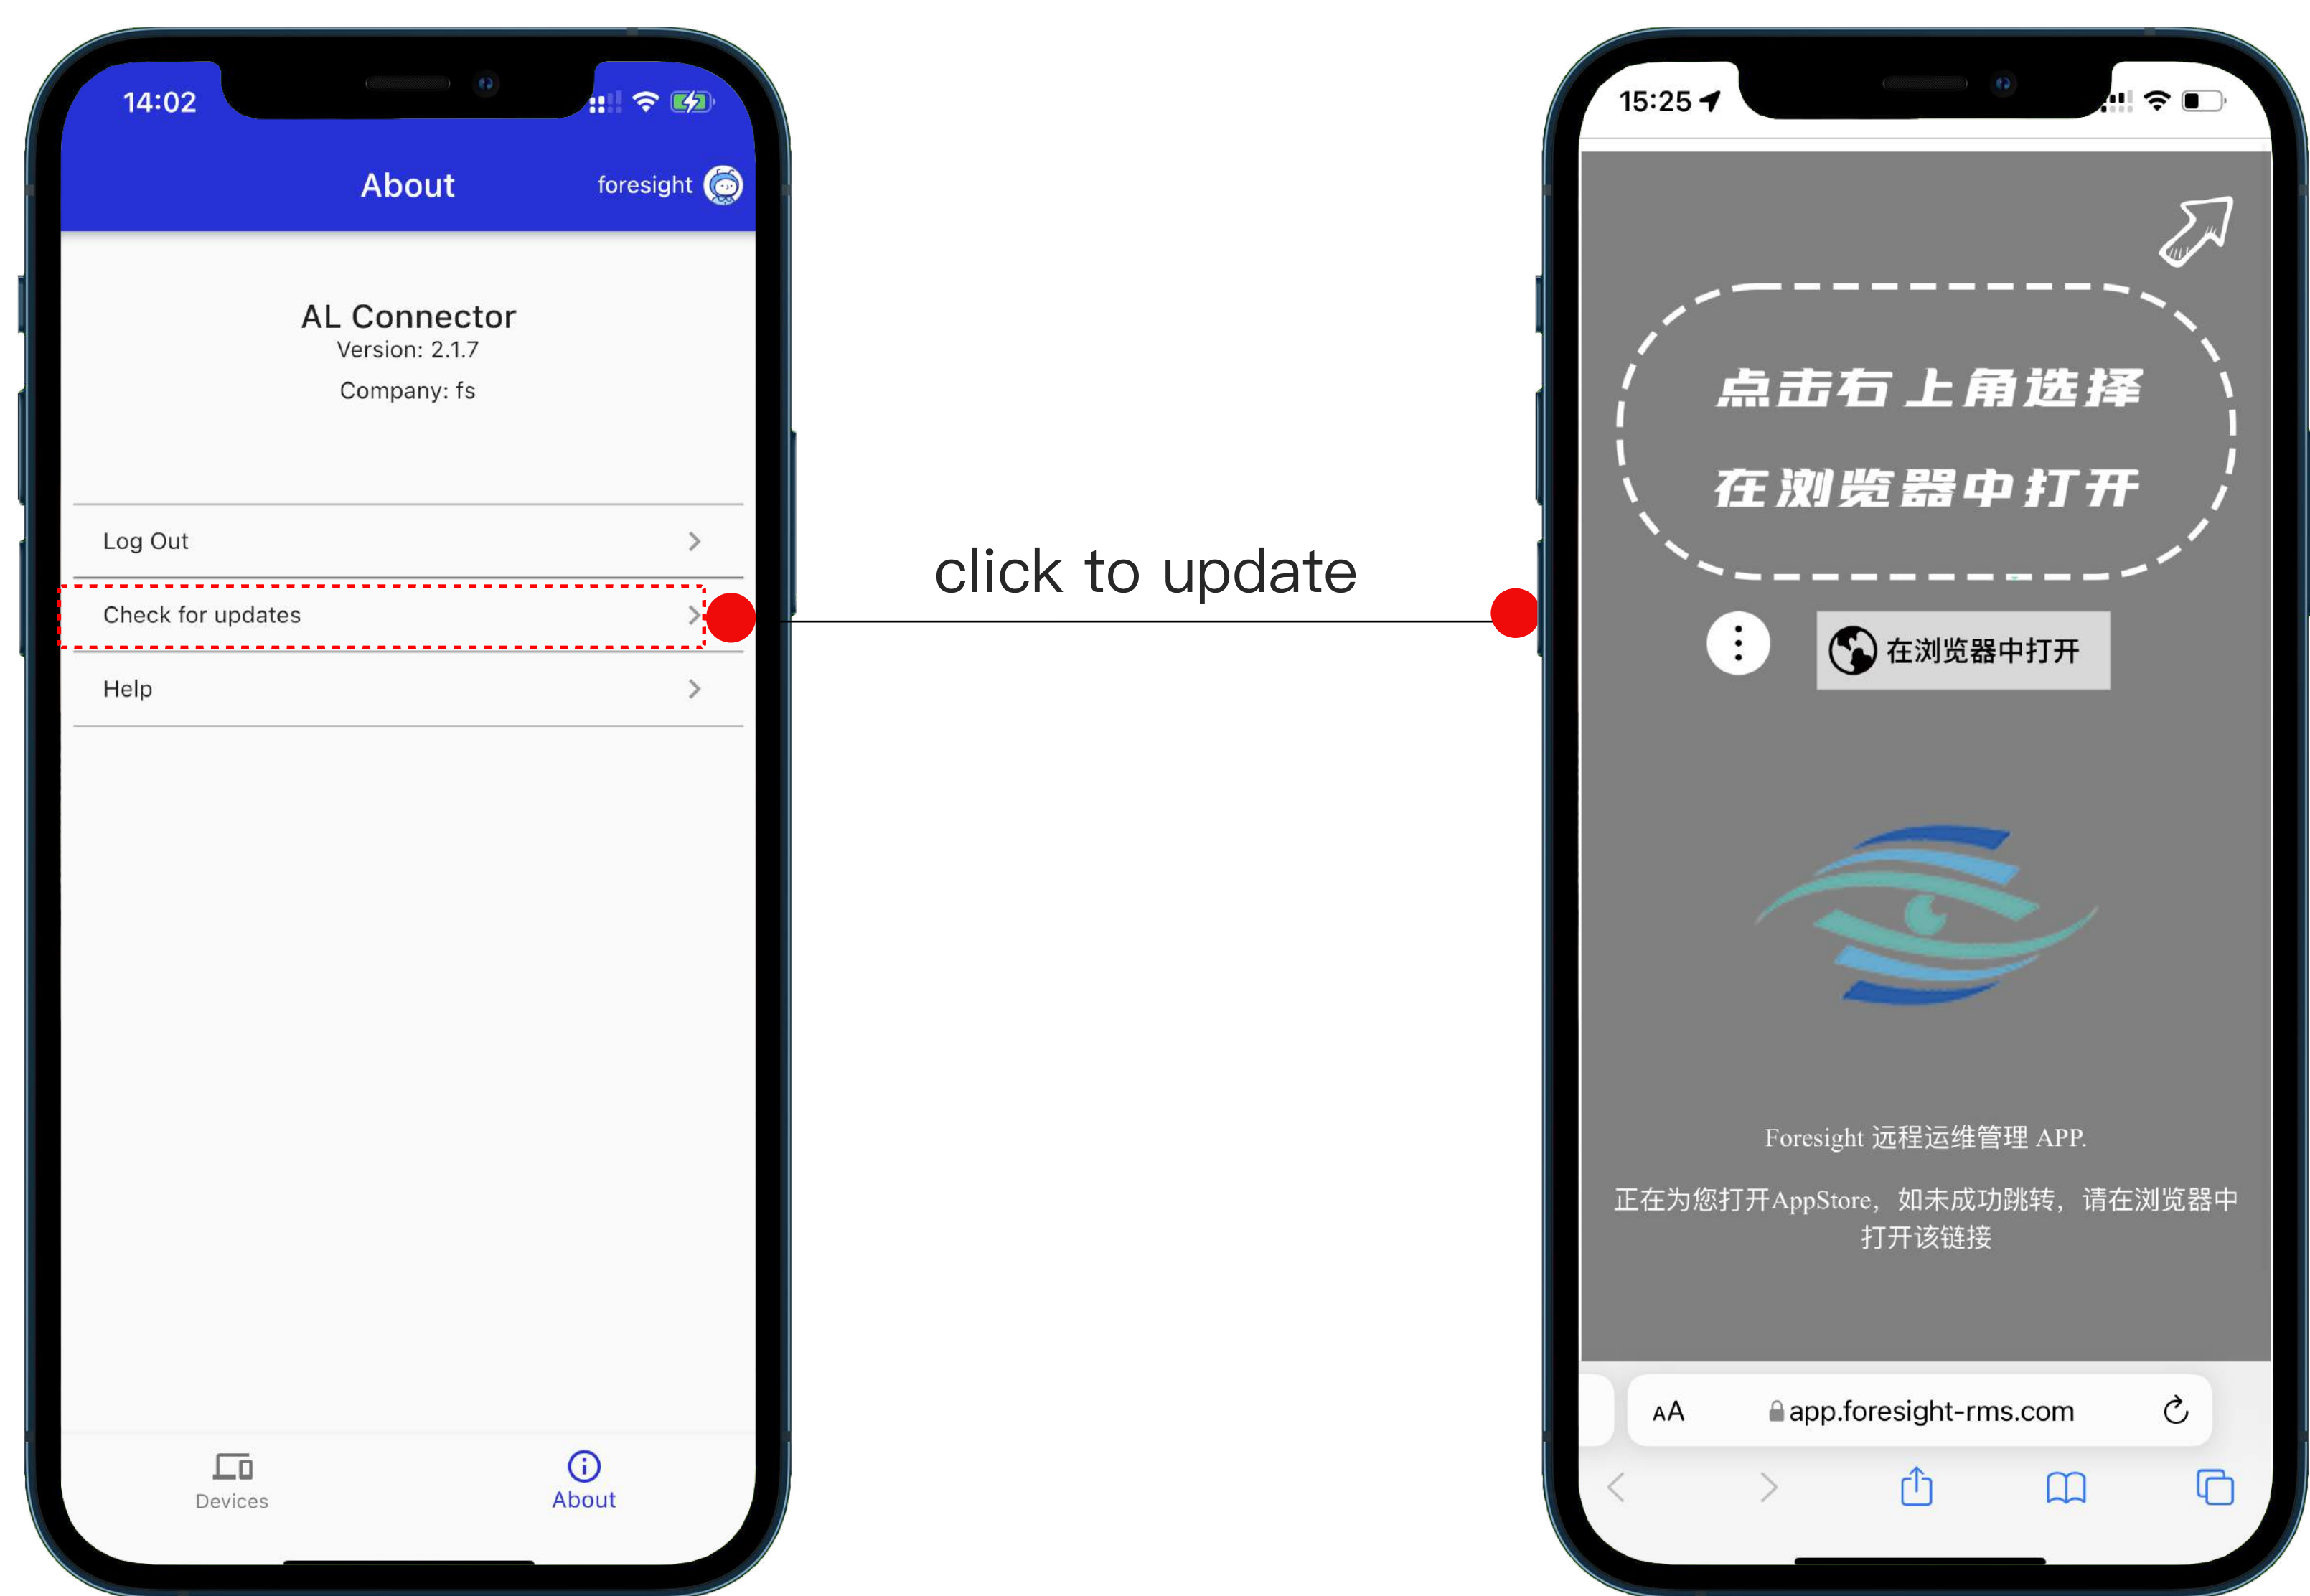 14:02
About
foresight
AL Connector
Version: 2.1.7
Company: fs
Log Out
Check for updates
Help
Devices
About
click to update
15:25
点击右上角选择
在浏览器中打开
在浏览器中打开
Foresight 远程运维管理 APP.
正在为您打开AppStore，如未成功跳转，请在浏览器中
打开该链接
AA
app.foresight-rms.com